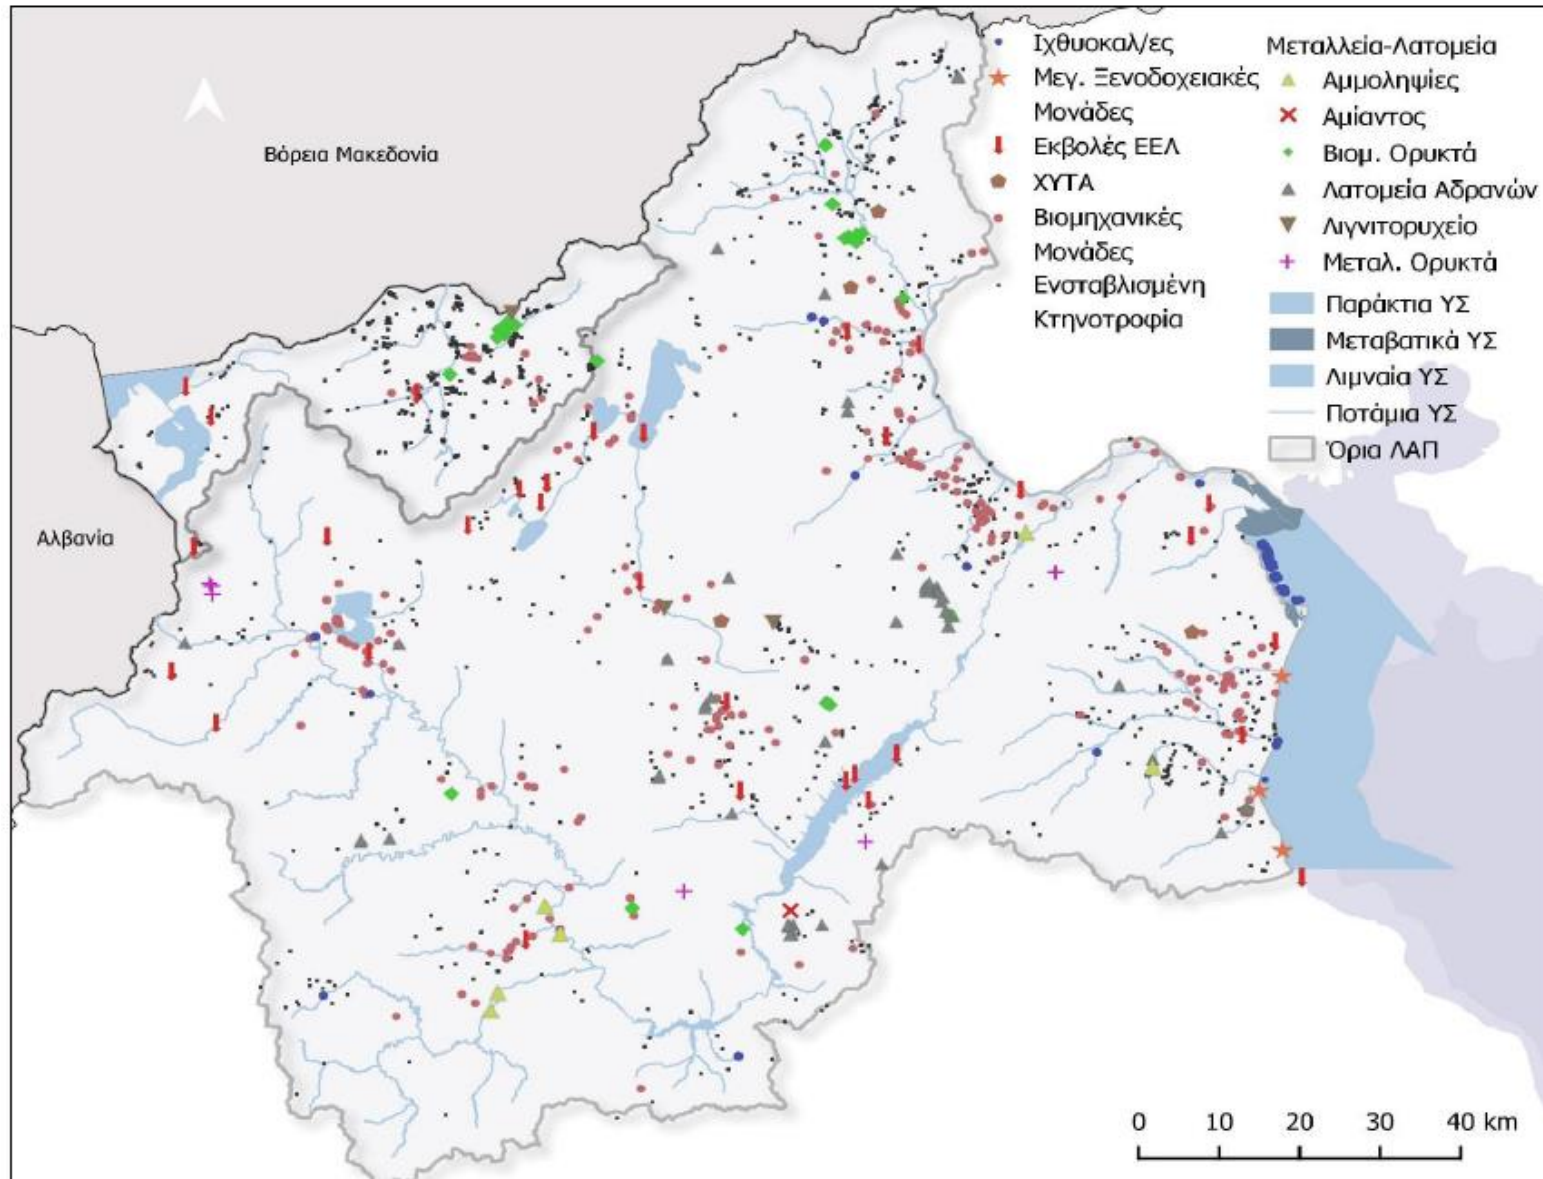 Βόρεια Μακεδονία
Αλβανία
Ιχθυοκαλ/ες
Μεγ. Ξενοδοχειακές
Μονάδες
Εκβολές ΕΕΛ
ΧΥΤΑ
Βιομηχανικές
Μονάδες
Ενσταβλισμένη
Κτηνοτροφία
Μεταλλεία-Λατομεία
Αμμοληψίες
Αμίαντος
Βιομ. Ορυκτά
Λατομεία Αδρανών
Λιγνιτορυχείο
Μεταλ. Ορυκτά
Παράκτια ΥΣ
Μεταβατικά ΥΣ
Λιμναία ΥΣ
Ποτάμια ΥΣ
Όρια ΛΑΠ
0 10 20 30 40 km